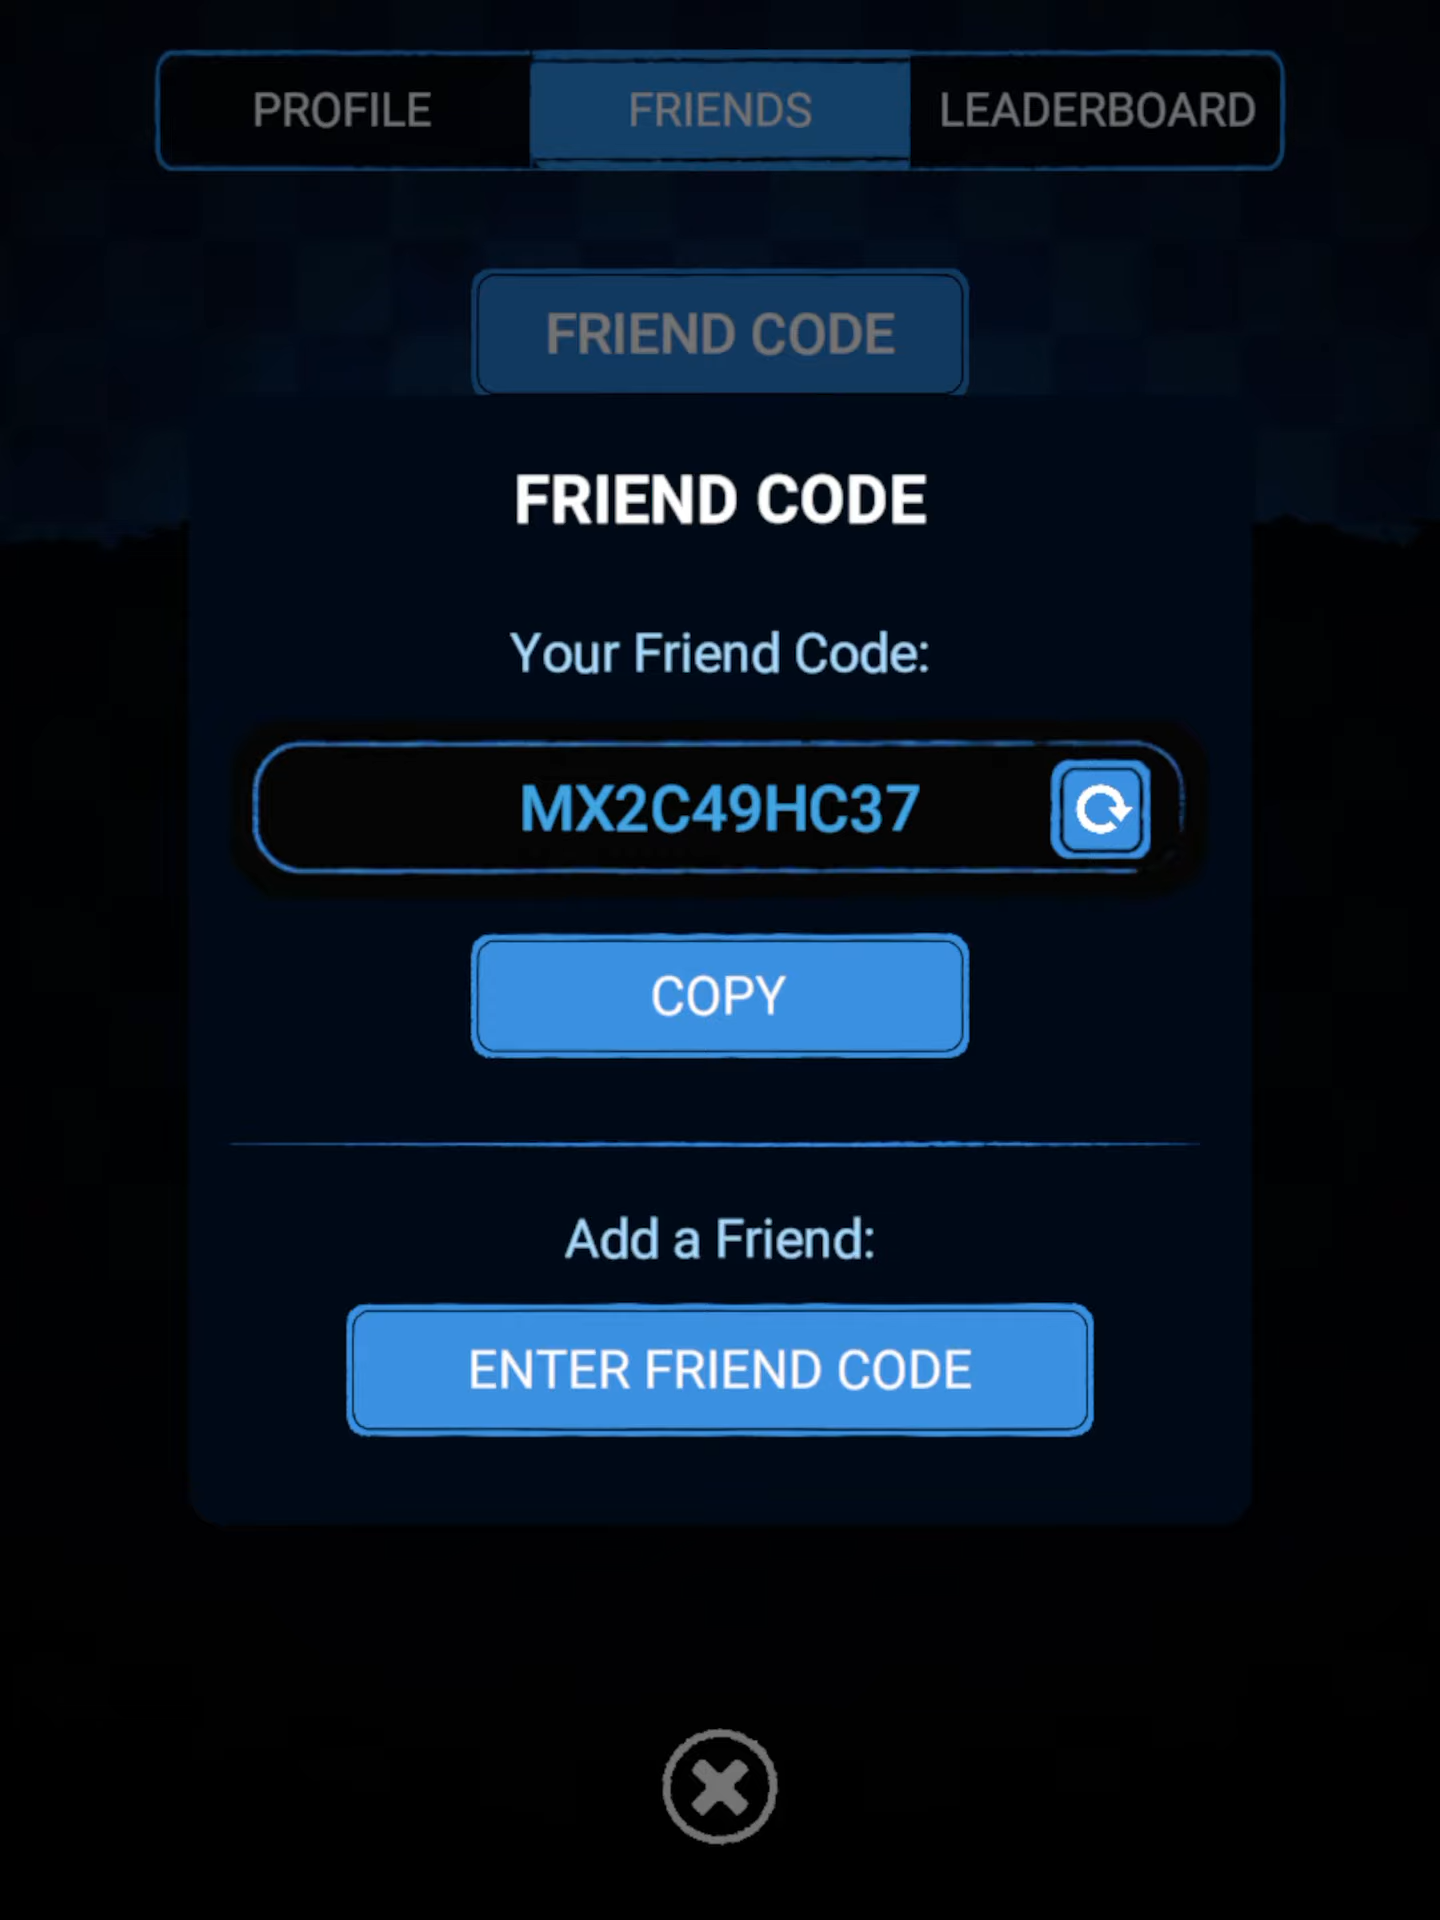 PROFILE FRIENDS LEADERBOARD
FRIEND CODE
FRIEND CODE
Your Friend Code:
MX2C49HC37
COPY
Add a Friend:
ENTER FRIEND CODE